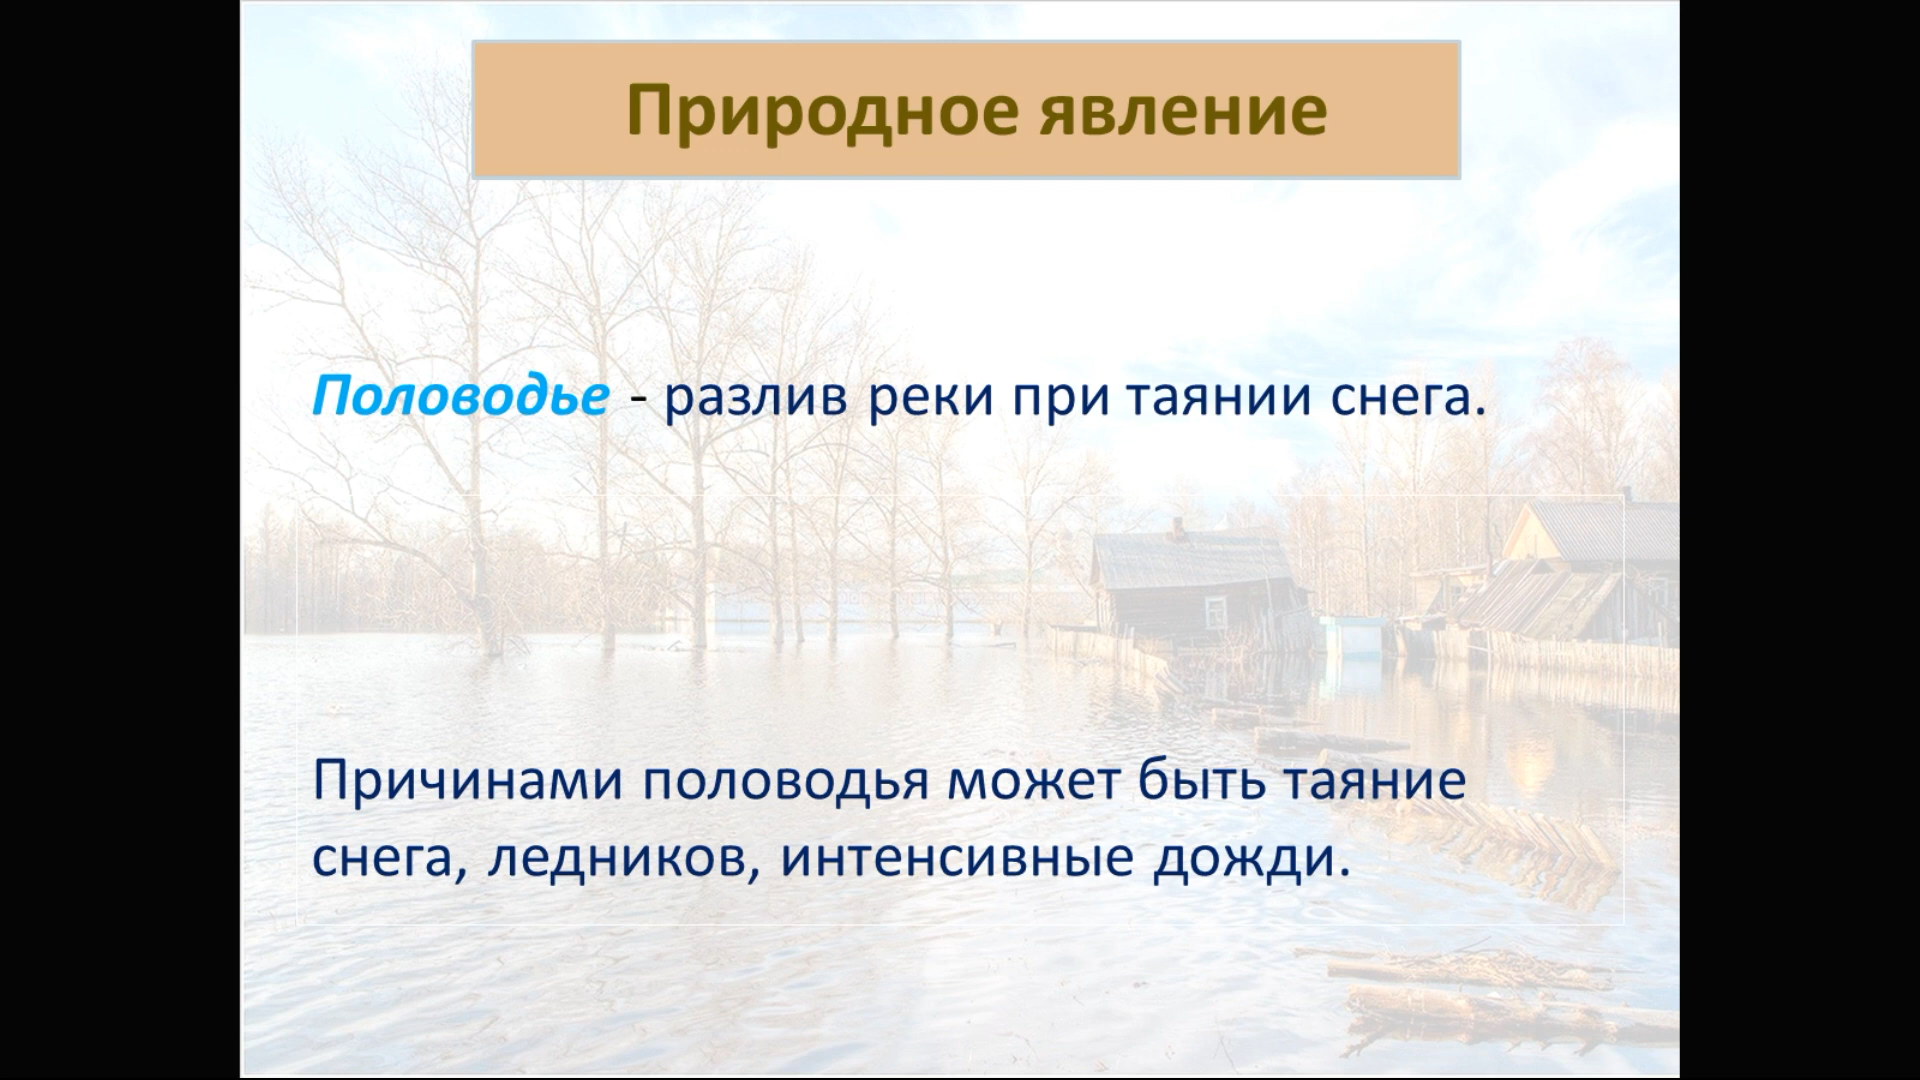 Природное явление
Половодье - разлив реки при таянии снега.
Причинами половодья может быть таяние
снега, ледников, интенсивные дожди.